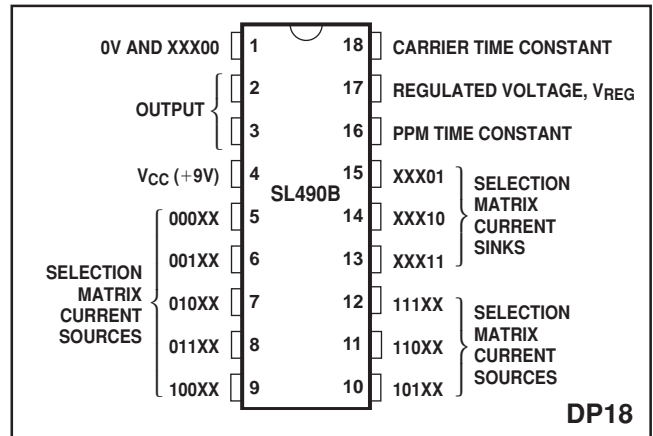 0V AND XXX00 1 18 CARRIER TIME CONSTANT
2 17 REGULATED VOLTAGE, VREG
OUTPUT
3 16 PPM TIME CONSTANT
VCC (+9V) 4 15 XXX01
SL490B
000XX 5 14 XXX10
SELECTION
MATRIX
CURRENT
SINKS
001XX 6 13 XXX11
SELECTION
MATRIX
CURRENT
SOURCES
010XX 7 12 111XX
011XX 8 11 110XX
100XX 9 10 101XX
SELECTION
MATRIX
CURRENT
SOURCES
DP18